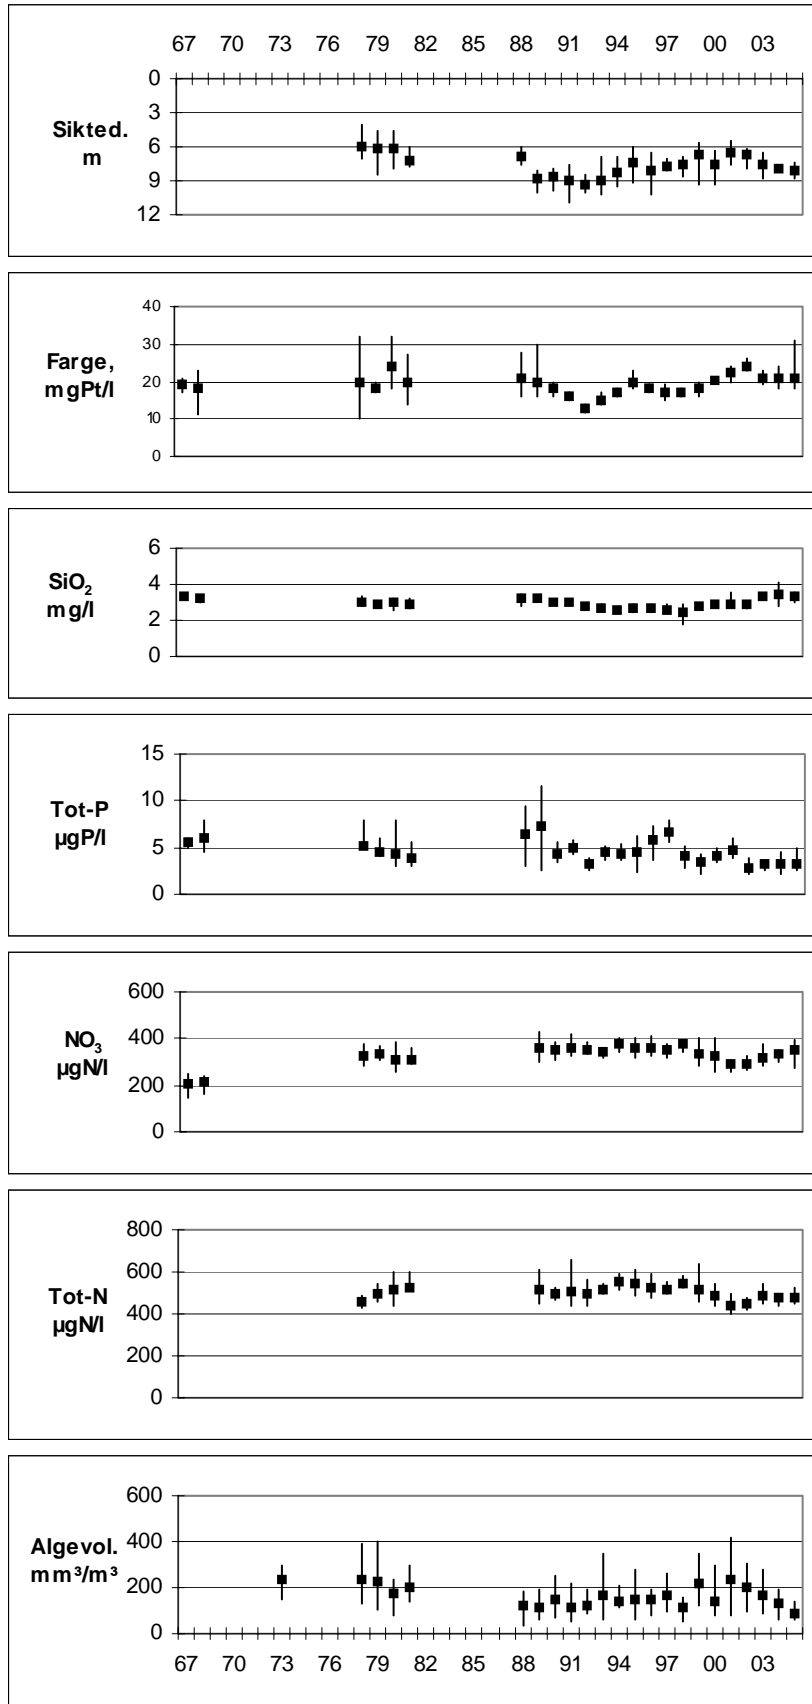 67 70 73 76 79 82 85 88 91 94 97 00 03
0
3
Sikted.
m
6
9
12
40
30
Farge,
mgPt/l
20
10
0
6
SiO₂
mg/l
4
2
0
15
Tot-P
µgP/l
10
5
0
600
NO₃
µgN/l
400
200
0
800
600
Tot-N
µgN/l
400
200
0
600
Algevol.
mm³/m³
400
200
0
67 70 73 76 79 82 85 88 91 94 97 00 03